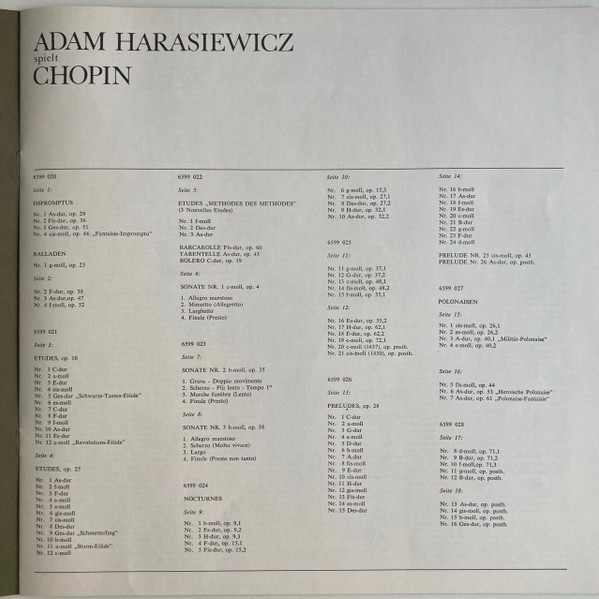 ADAM HARASIEWICZ
spielt
CHOPIN
6599 020
Seite 1:
IMPROMPTUS
Nr. 1 As-dur, op. 29
Nr. 2 Fis-dur, op. 36
Nr. 3 Ges-dur, op. 51
Nr. 4 cis-moll, op. 66 „Fantaisie-Impromptu"
BALLADEN
Nr. 1 g-moll, op. 23
Seite 2:
Nr. 2 F-dur, op. 38
Nr. 3 As-dur,op. 47
Nr. 4 f-moll, op. 52
6599 021
Seite 3:
ETUDES, op. 10
Nr. 1 C-dur
Nr. 2 a-moll
Nr. 3 E-dur
Nr. 4 cis-moll
Nr. 5 Ges-dur „Schwarze-Tasten-Etüde"
Nr. 6 es-moll
Nr. 7 C-dur
Nr. 8 F-dur
Nr. 9 f-moll
Nr. 10 As-dur
Nr. 11 Es-dur
Nr. 12 c-moll „Revolutions-Etüde"
Seite 4:
ETUDES, op. 25
Nr. 1 As-dur
Nr. 2 f-moll
Nr. 3 F-dur
Nr. 4 a-moll
Nr. 5 e-moll
Nr. 6 gis-moll
Nr. 7 cis-moll
Nr. 8 Des-dur
Nr. 9 Ges-dur „Schmetterling"
Nr. 10 h-moll
Nr. 11 a-moll „Sturm-Etüde"
Nr. 12 c-moll
6599 022
Seite 5:
ETUDES „METHODES DES METHODES"
(3 Nouvelles Etudes)
Nr. 1 f-moll
Nr. 2 Des-dur
Nr. 3 As-dur
BARCAROLLE Fis-dur, op. 60
TARENTELLE As-dur, op. 43
BOLERO C-dur, op. 19
Seite 6:
SONATE NR. 1 c-moll, op. 4
1. Allegro maestoso
2. Minuetto (Allegretto)
3. Larghetto
4. Finale (Presto)
6599 023
Seite 7:
SONATE NR. 2 b-moll, op. 35
1. Grave - Doppio movimento
2. Scherzo - Più lento - Tempo I°
3. Marche funèbre (Lento)
4. Finale (Presto)
Seite 8:
SONATE NR. 3 h-moll, op. 58
1. Allegro maestoso
2. Scherzo (Molto vivace)
3. Largo
4. Finale (Presto non tanto)
6599 024
NOCTURNES
Seite 9:
Nr. 1 b-moll, op. 9,1
Nr. 2 Es-dur, op. 9,2
Nr. 3 H-dur, op. 9,3
Nr. 4 F-dur, op. 15,1
Nr. 5 Fis-dur, op. 15,2
Seite 10:
Nr. 6 g-moll, op. 15,3
Nr. 7 cis-moll, op. 27,1
Nr. 8 Des-dur, op. 27,2
Nr. 9 H-dur, op. 32,1
Nr. 10 As-dur, op. 32,2
6599 025
Seite 11:
Nr. 11 g-moll, op. 37,1
Nr. 12 G-dur, op. 37,2
Nr. 13 c-moll, op. 48,1
Nr. 14 fis-moll, op. 48,2
Nr. 15 f-moll, op. 55,1
Seite 12:
Nr. 16 Es-dur, op. 55,2
Nr. 17 H-dur, op. 62,1
Nr. 18 E-dur, op. 62,2
Nr. 19 e-moll, op. 72,1
Nr. 20 c-moll (1837), op. posth.
Nr. 21 cis-moll (1830), op. posth.
6599 026
Seite 13:
PRELUDES, op. 28
Nr. 1 C-dur
Nr. 2 a-moll
Nr. 3 G-dur
Nr. 4 e-moll
Nr. 5 D-dur
Nr. 6 h-moll
Nr. 7 A-dur
Nr. 8 fis-moll
Nr. 9 E-dur
Nr. 10 cis-moll
Nr. 11 H-dur
Nr. 12 gis-moll
Nr. 13 Fis-dur
Nr. 14 es-moll
Nr. 15 Des-dur
Seite 14:
Nr. 16 b-moll
Nr. 17 As-dur
Nr. 18 f-moll
Nr. 19 Es-dur
Nr. 20 c-moll
Nr. 21 B-dur
Nr. 22 g-moll
Nr. 23 F-dur
Nr. 24 d-moll
PRELUDE NR. 25 cis-moll, op. 45
PRELUDE Nr. 26 As-dur, op. posth.
6599 027
POLONAISEN
Seite 15:
Nr. 1 cis-moll, op. 26,1
Nr. 2 es-moll, op. 26,2
Nr. 3 A-dur, op. 40,1 „Militär-Polonaise"
Nr. 4 c-moll, op. 40,2
Seite 16:
Nr. 5 fis-moll, op. 44
Nr. 6 As-dur, op. 53 „Heroische Polonaise"
Nr. 7 As-dur, op. 61 „Polonaise-Fantaisie"
6599 028
Seite 17:
Nr. 8 d-moll, op. 71,1
Nr. 9 B-dur, op. 71,2
Nr. 10 f-moll,op. 71,3
Nr. 11 g-moll, op. posth.
Nr. 12 B-dur, op. posth.
Seite 18:
Nr. 13 As-dur, op. posth.
Nr. 14 gis-moll, op. posth.
Nr. 15 b-moll, op. posth.
Nr. 16 Ges-dur, op. posth.